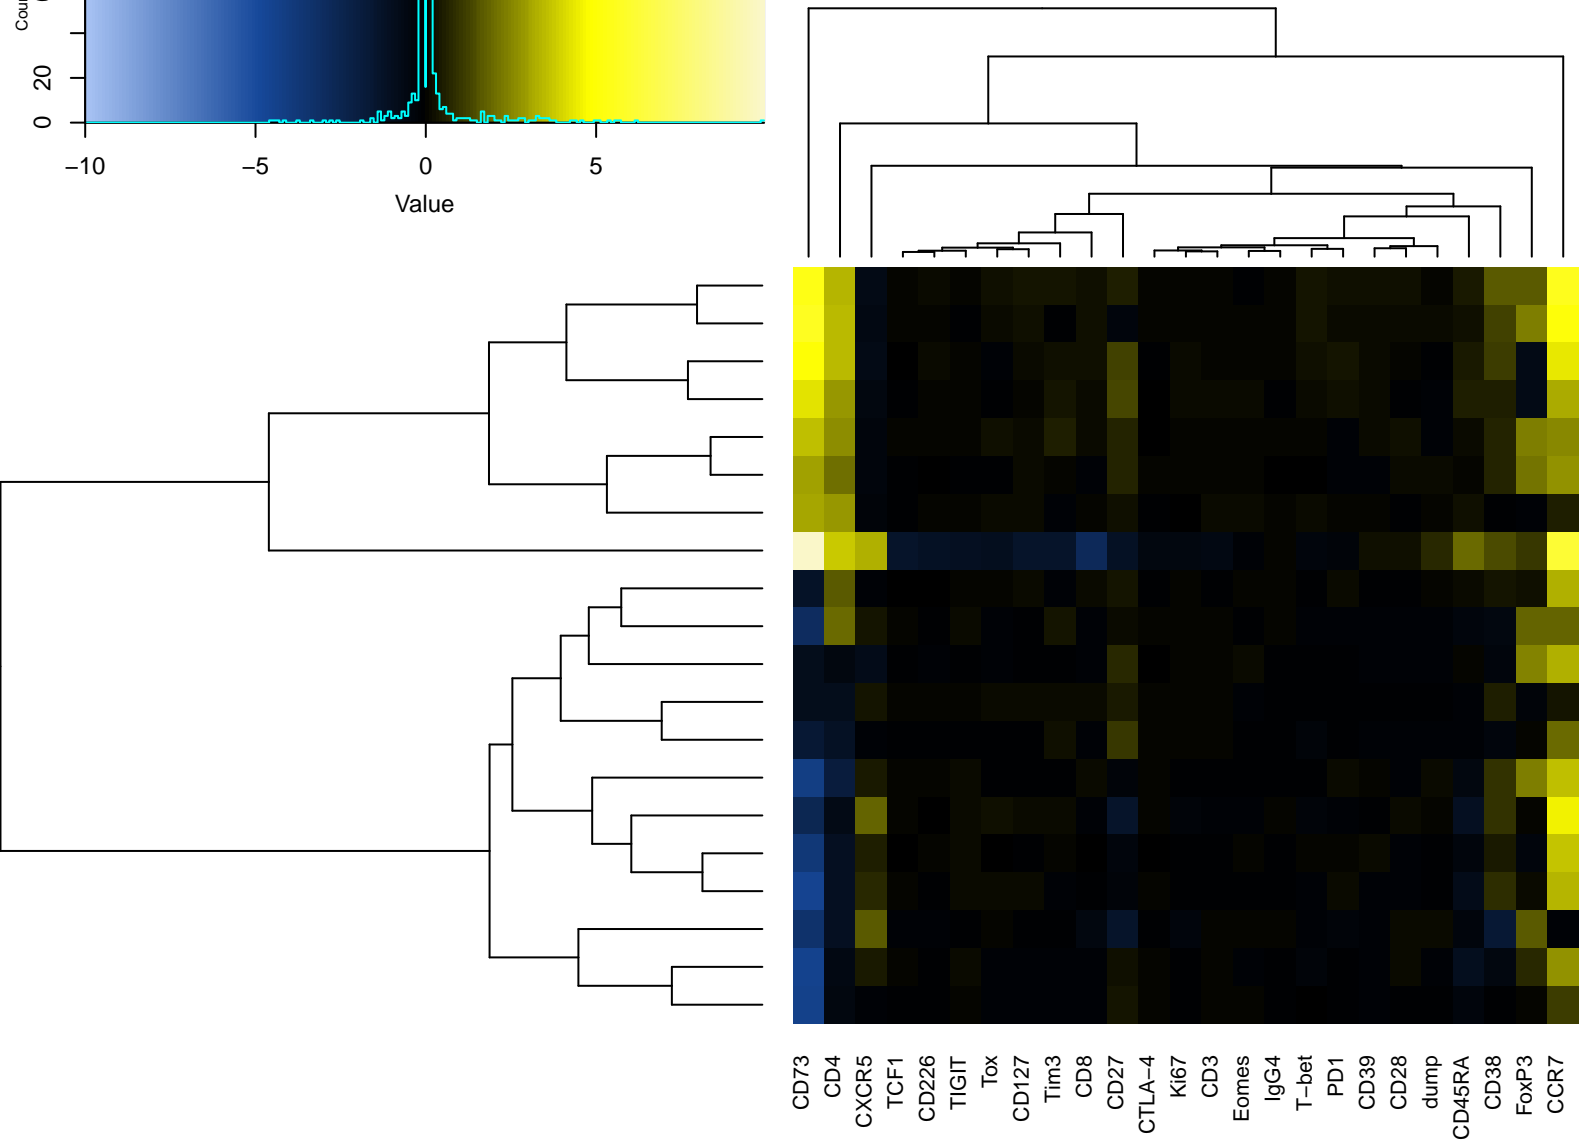 20
0
−10
−5
0
5
Value
CD73
CD4
CXCR5
TCF1
CD226
TIGIT
Tox
CD127
Tim3
CD8
CD27
CTLA−4
Ki67
CD3
Eomes
IgG4
T−bet
PD1
CD39
CD28
dump
CD45RA
CD38
FoxP3
CCR7